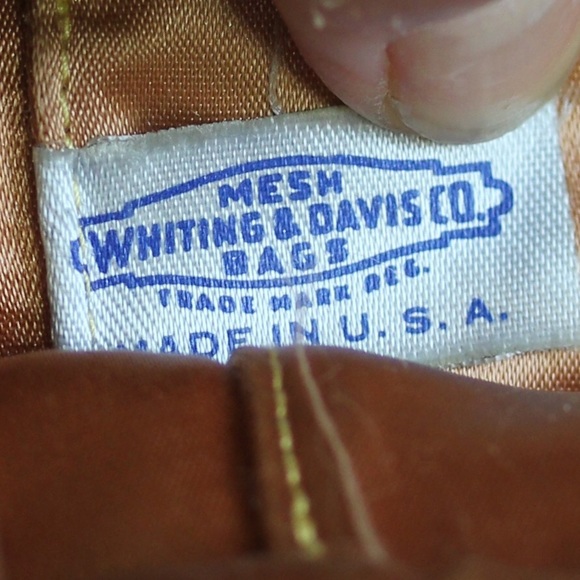 MESH
WHITING & DAVIS CO.
BAGS
TRADE MARK REG.
MADE IN U. S. A.